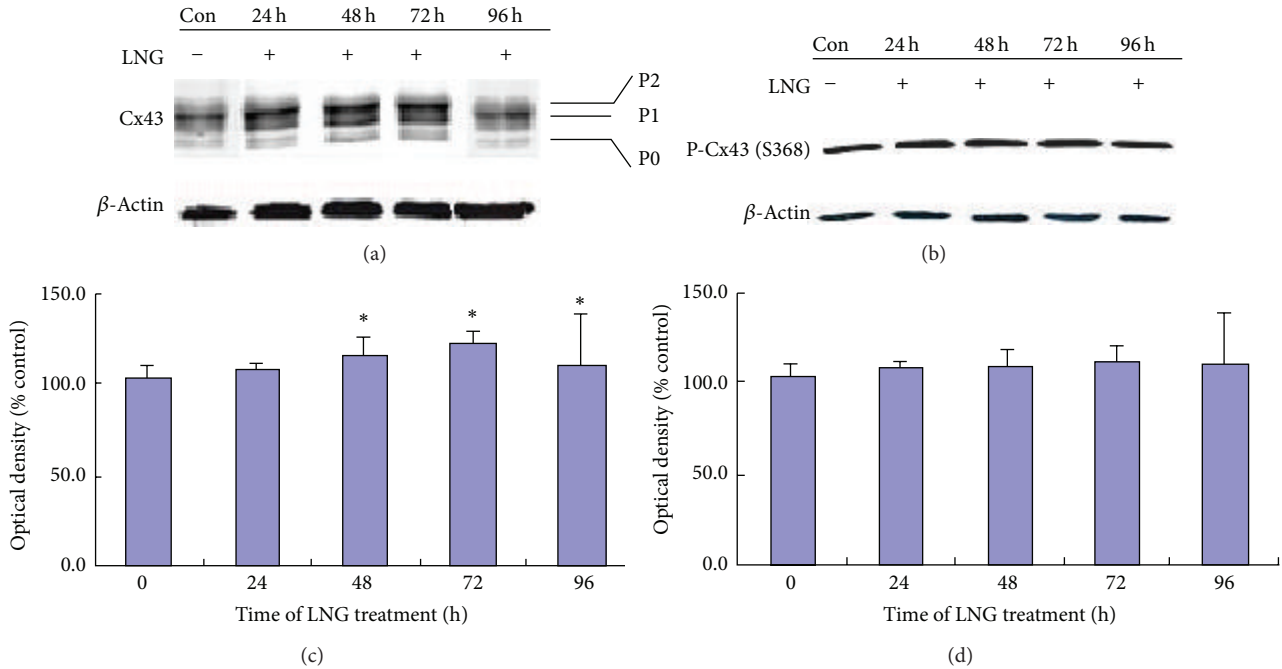 Con 24 h 48 h 72 h 96 h
LNG − + + + +
Cx43
P2
P1
P0
β-Actin
(a)
Con 24 h 48 h 72 h 96 h
LNG − + + + +
P-Cx43 (S368)
β-Actin
(b)
Optical density (% control)
150.0
100.0
50.0
0.0
* * *
0 24 48 72 96
Time of LNG treatment (h)
(c)
Optical density (% control)
150.0
100.0
50.0
0.0
0 24 48 72 96
Time of LNG treatment (h)
(d)